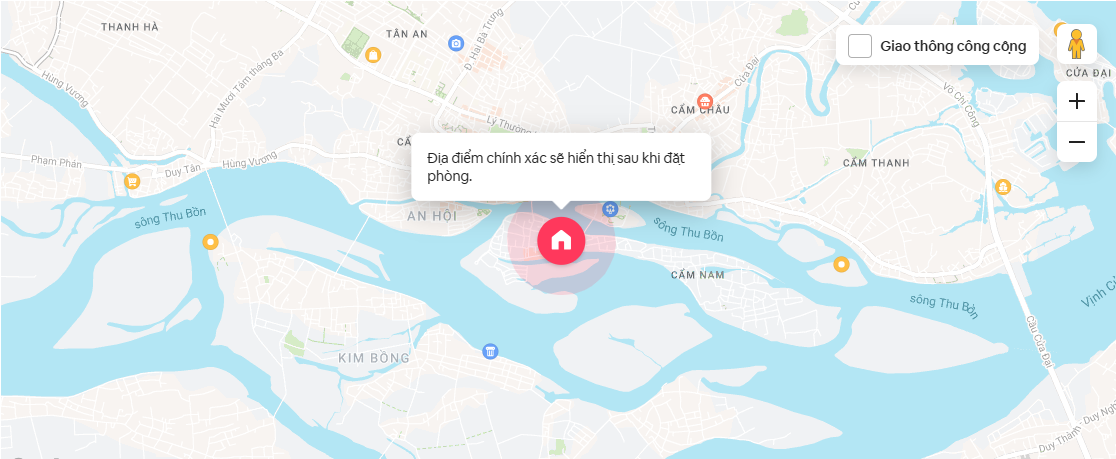 THANH HÀ
TÂN AN
Đ. Hai Bà Trưng
Giao thông công cộng
CỬA ĐẠI
Hùng Vương
Hai Mươi Tám tháng Ba
Cửa Đại
Võ Chí Công
+
CẨM CHÂU
Lý Thường
−
Phạm Phán
Duy Tân
Hùng Vương
Địa điểm chính xác sẽ hiển thị sau khi đặt
phòng.
CẨM THANH
sông Thu Bồn
AN HỘI
sông Thu Bồn
CẨM NAM
sông Thu Bồn
Cầu Cửa Đại
KIM BỒNG
Duy Thành - Duy